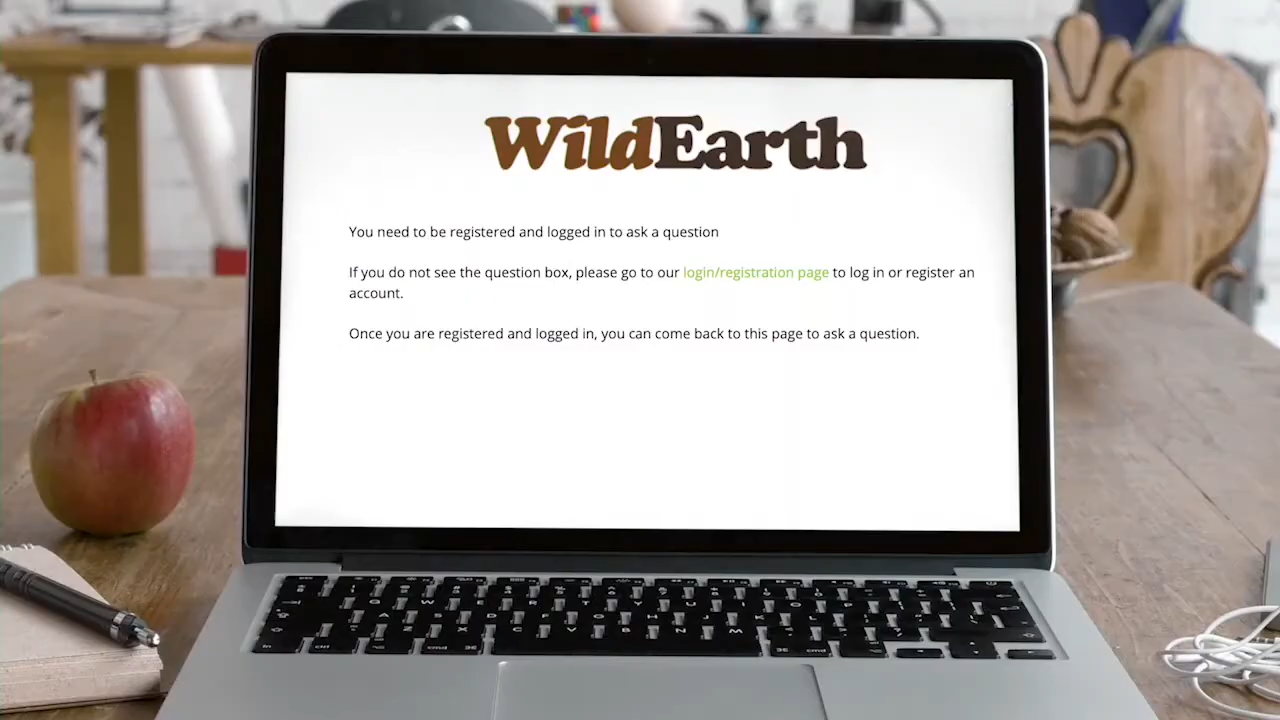 WildEarth
You need to be registered and logged in to ask a question
If you do not see the question box, please go to our login/registration page to log in or register an
account.
Once you are registered and logged in, you can come back to this page to ask a question.